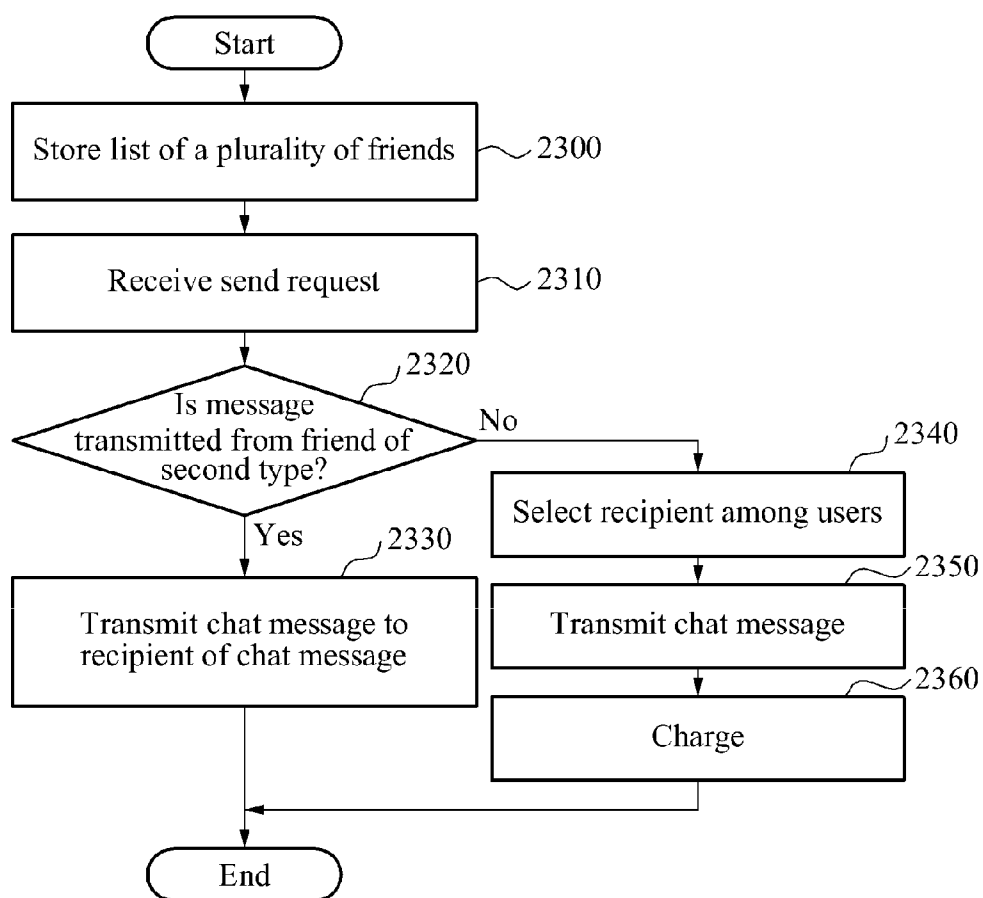 Start
Store list of a plurality of friends
2300
Receive send request
2310
2320
Is message
transmitted from friend of
second type?
No
Yes
2330
Transmit chat message to
recipient of chat message
2340
Select recipient among users
2350
Transmit chat message
2360
Charge
End